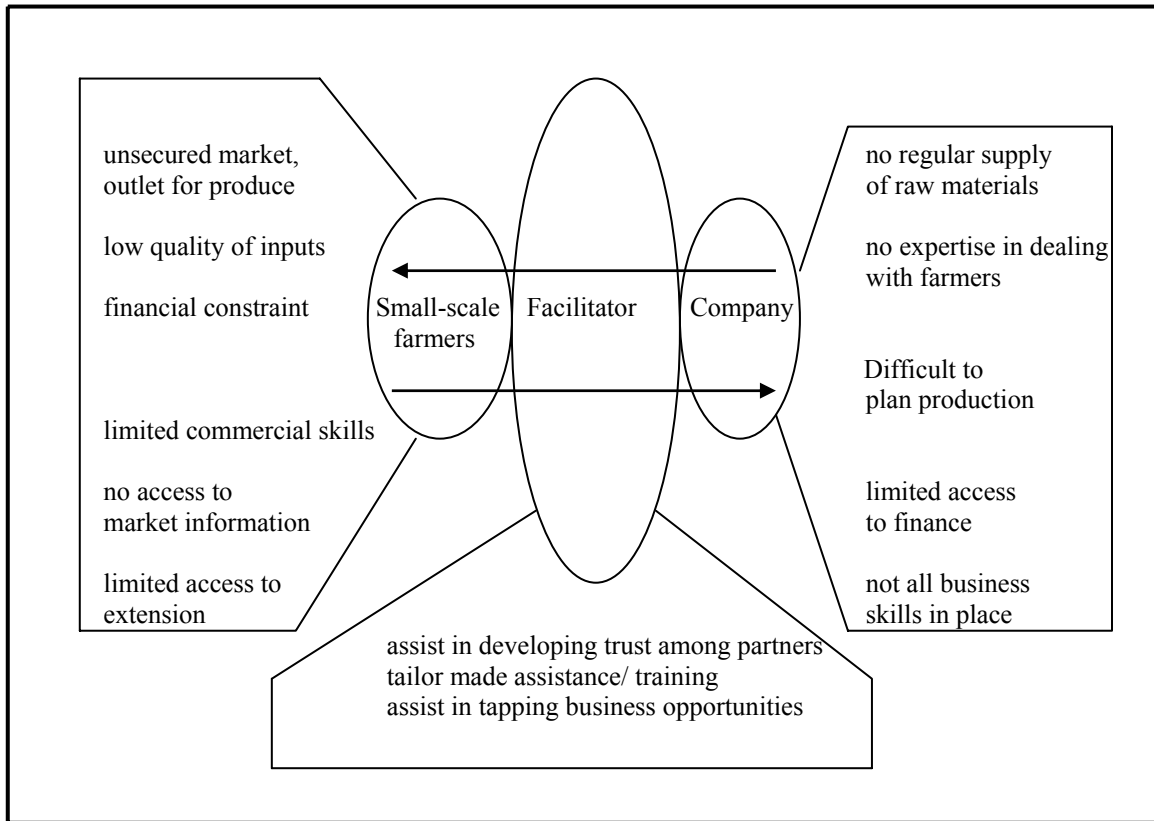 unsecured market,
outlet for produce
low quality of inputs
financial constraint
limited commercial skills
no access to
market information
limited access to
extension
Small-scale
farmers
Facilitator
Company
no regular supply
of raw materials
no expertise in dealing
with farmers
Difficult to
plan production
limited access
to finance
not all business
skills in place
assist in developing trust among partners
tailor made assistance/ training
assist in tapping business opportunities